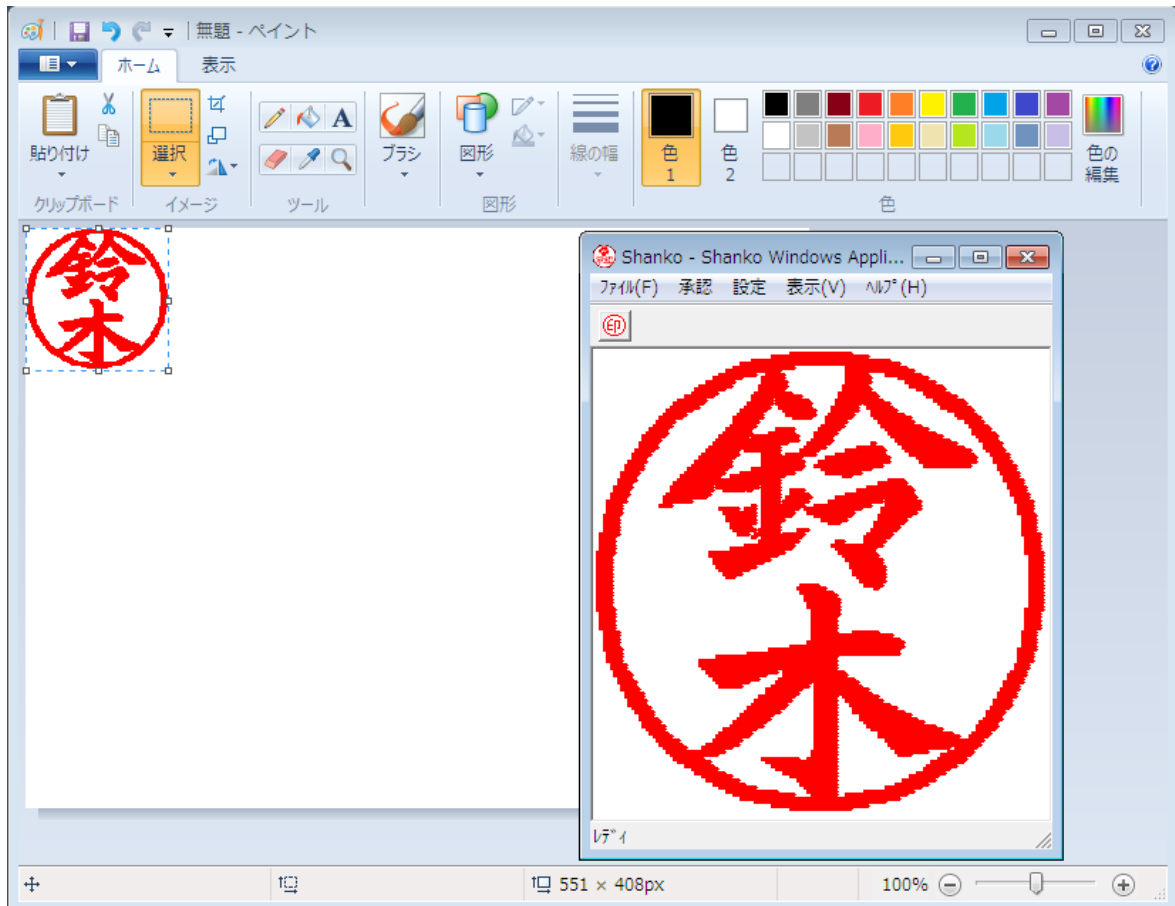 無題 - ペイント
ホーム 表示
貼り付け
選択
A
ブラシ
図形
線の幅
色
1
色
2
色の
編集
クリップボード
イメージ
ツール
図形
色
鈴
木
Shanko - Shanko Windows Appli...
ﾌｧｲﾙ(F) 承認 設定 表示(V) ﾍﾙﾌﾟ(H)
印
鈴
木
ﾚﾃﾞｨ
551 × 408px
100%